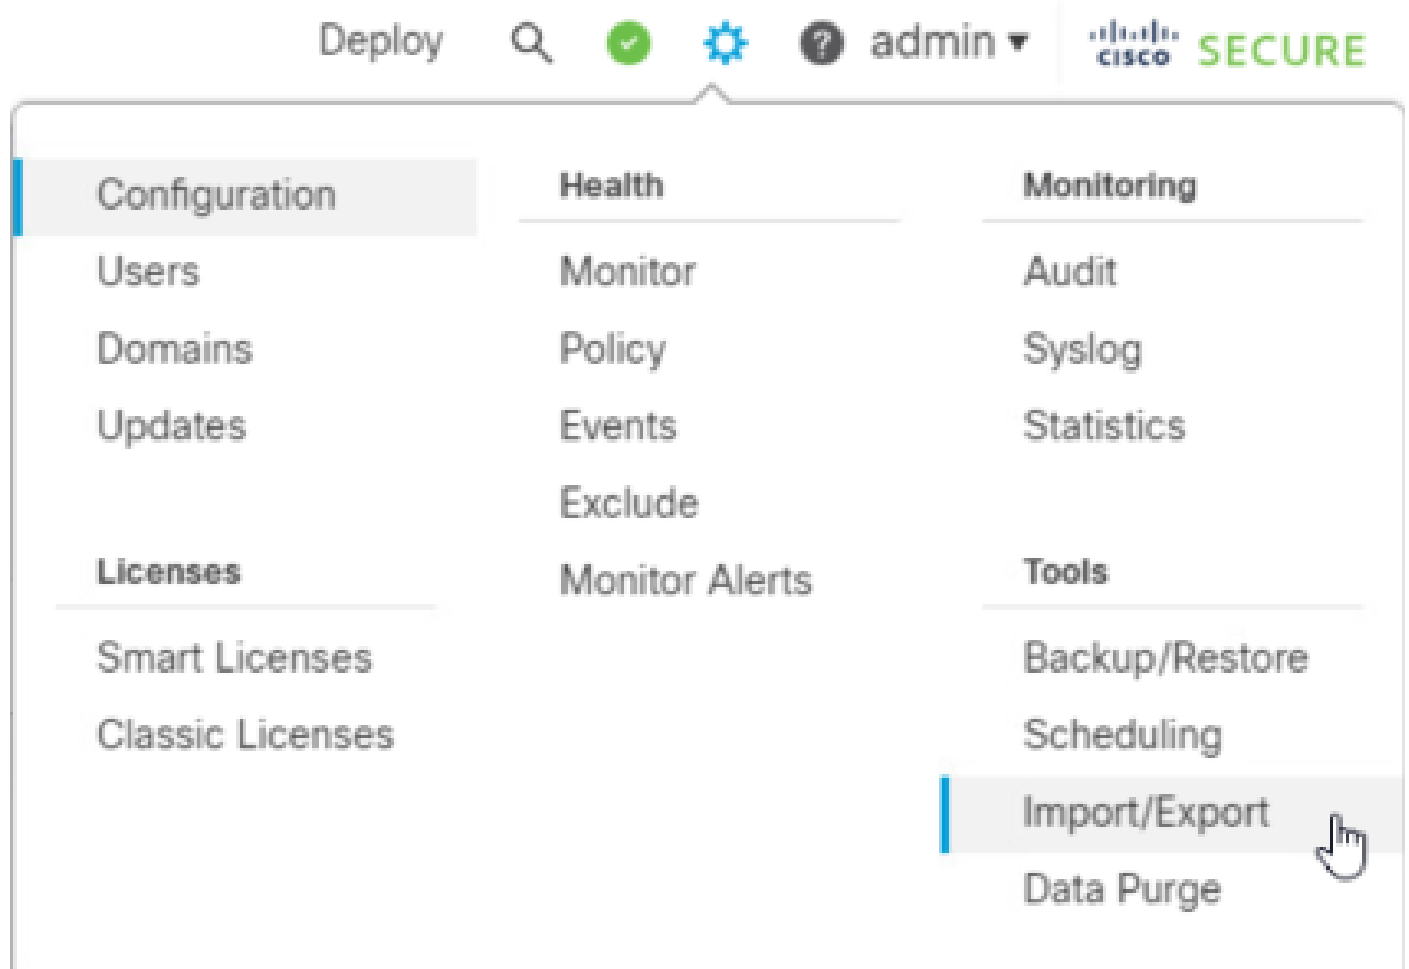 Deploy admin CISCO SECURE
Configuration
Users
Domains
Updates
Licenses
Smart Licenses
Classic Licenses
Health
Monitor
Policy
Events
Exclude
Monitor Alerts
Monitoring
Audit
Syslog
Statistics
Tools
Backup/Restore
Scheduling
Import/Export
Data Purge